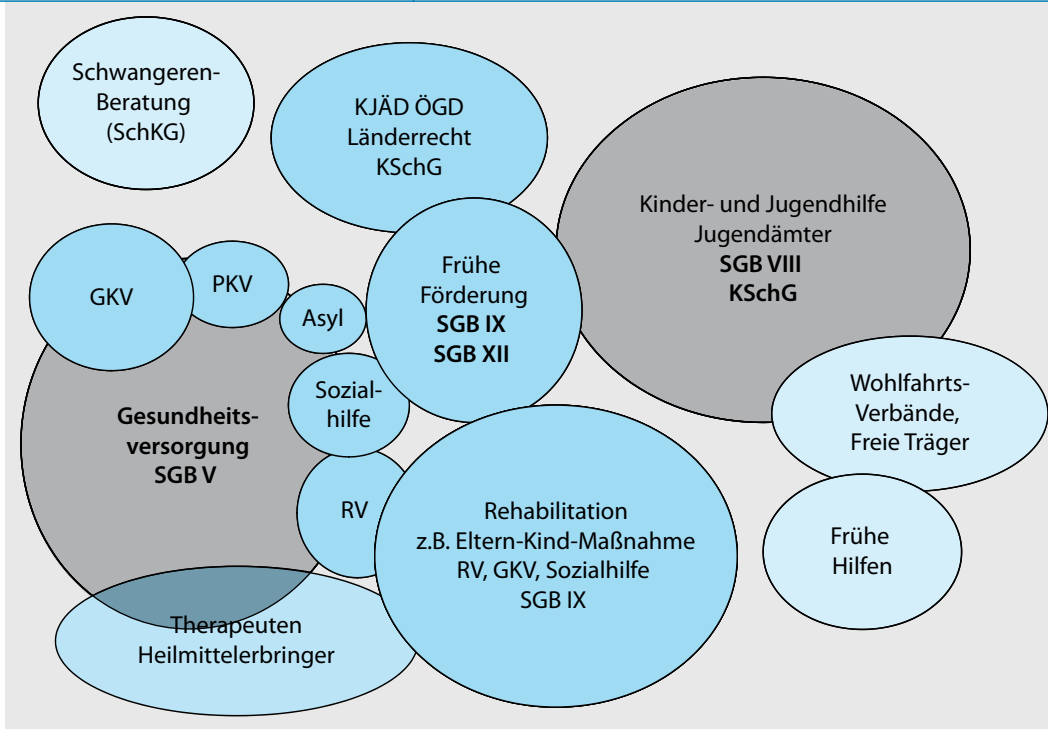 Schwangeren-
Beratung
(SchKG)
KJÄD ÖGD
Länderrecht
KSchG
Kinder- und Jugendhilfe
Jugendämter
SGB VIII
KSchG
GKV
PKV
Asyl
Frühe
Förderung
SGB IX
SGB XII
Sozial-
hilfe
Gesundheits-
versorgung
SGB V
Wohlfahrts-
Verbände,
Freie Träger
RV
Rehabilitation
z.B. Eltern-Kind-Maßnahme
RV, GKV, Sozialhilfe
SGB IX
Frühe
Hilfen
Therapeuten
Heilmittelerbringer